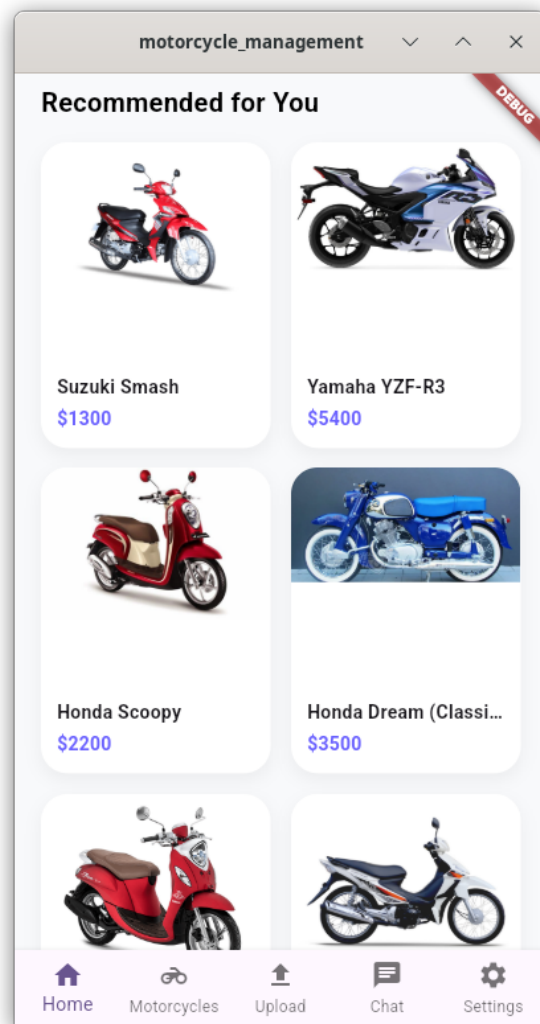 motorcycle_management
DEBUG
Recommended for You
Suzuki Smash
$1300
Yamaha YZF-R3
$5400
Honda Scoopy
$2200
Honda Dream (Classi...
$3500
Home
Motorcycles
Upload
Chat
Settings